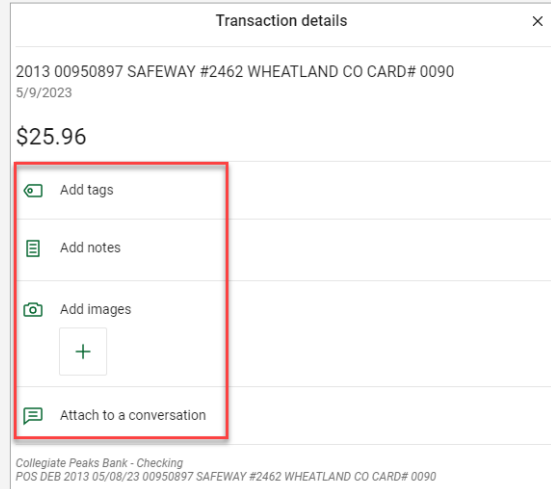 Transaction details
2013 00950897 SAFEWAY #2462 WHEATLAND CO CARD# 0090
5/9/2023
$25.96
Add tags
Add notes
Add images
Attach to a conversation
Collegiate Peaks Bank - Checking
POS DEB 2013 05/08/23 00950897 SAFEWAY #2462 WHEATLAND CO CARD# 0090